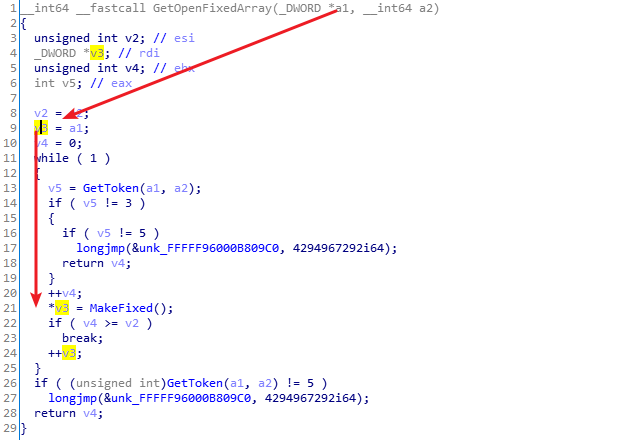 1 __int64 __fastcall GetOpenFixedArray(_DWORD *a1, __int64 a2)
2 {
3 unsigned int v2; // esi
4 _DWORD *v3; // rdi
5 unsigned int v4; // ebx
6 int v5; // eax
7
8 v2 = a2;
9 v3 = a1;
10 v4 = 0;
11 while ( 1 )
12 {
13 v5 = GetToken(a1, a2);
14 if ( v5 != 3 )
15 {
16 if ( v5 != 5 )
17 longjmp(&unk_FFFFF96000B809C0, 4294967292i64);
18 return v4;
19 }
20 ++v4;
21 *v3 = MakeFixed();
22 if ( v4 >= v2 )
23 break;
24 ++v3;
25 }
26 if ( (unsigned int)GetToken(a1, a2) != 5 )
27 longjmp(&unk_FFFFF96000B809C0, 4294967292i64);
28 return v4;
29 }